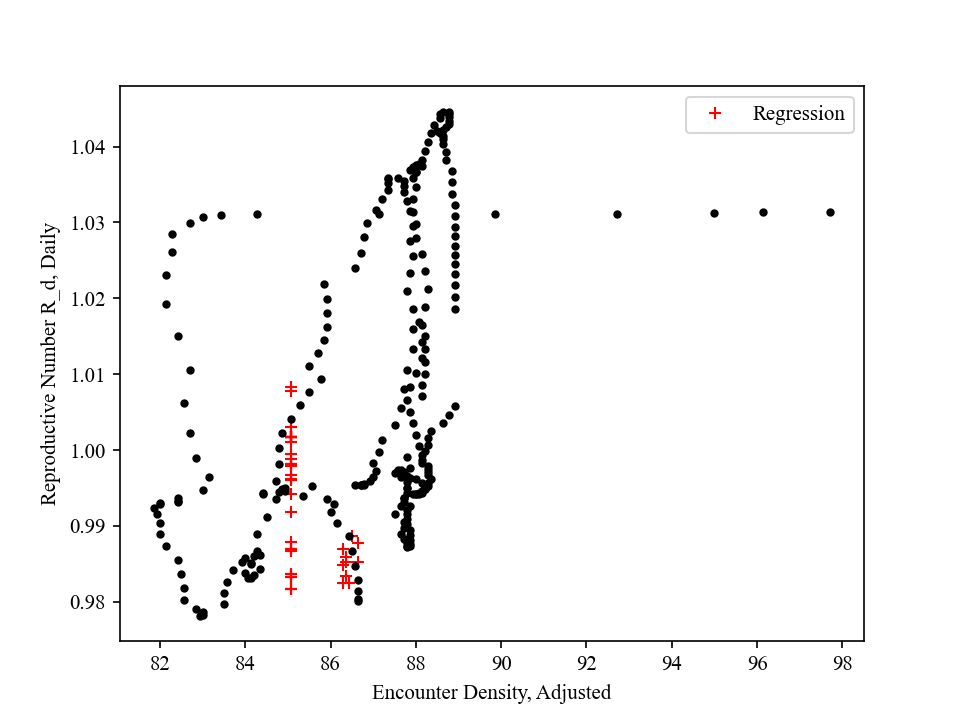 Regression
1.04
1.03
1.02
1.01
1.00
0.99
0.98
Reproductive Number R_d, Daily
82 84 86 88 90 92 94 96 98
Encounter Density, Adjusted